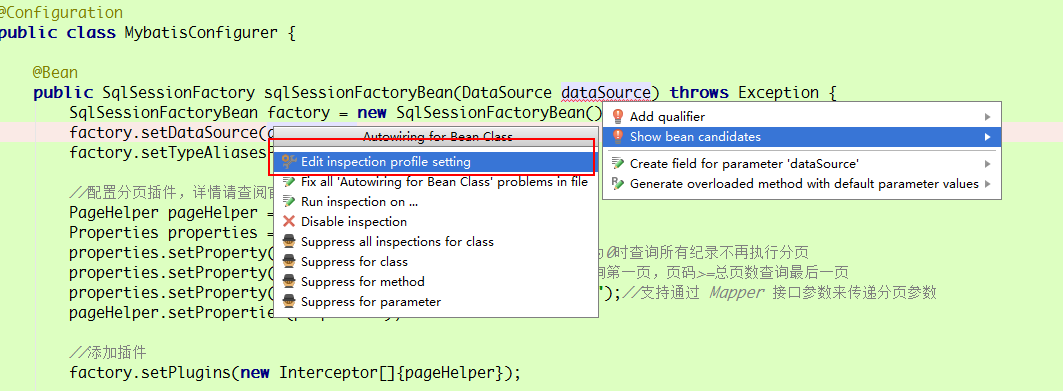 @Configuration
public class MybatisConfigurer {
@Bean
public SqlSessionFactory sqlSessionFactoryBean(DataSource dataSource) throws Exception {
SqlSessionFactoryBean factory = new SqlSessionFactoryBean()
factory.setDataSource(
factory.setTypeAliases
Add qualifier
Show bean candidates
Create field for parameter 'dataSource'
Generate overloaded method with default parameter values
Autowiring for Bean Class
Edit inspection profile setting
Fix all 'Autowiring for Bean Class' problems in file
Run inspection on ...
Disable inspection
Suppress all inspections for class
Suppress for class
Suppress for method
Suppress for parameter
//配置分页插件，详情请查阅
PageHelper pageHelper =
Properties properties =
properties.setProperty( 0时查询所有纪录不再执行分页
properties.setProperty( 第一页，页码>=总页数查询最后一页
properties.setProperty( ");//支持通过 Mapper 接口参数来传递分页参数
pageHelper.setProperties
//添加插件
factory.setPlugins(new Interceptor[]{pageHelper});